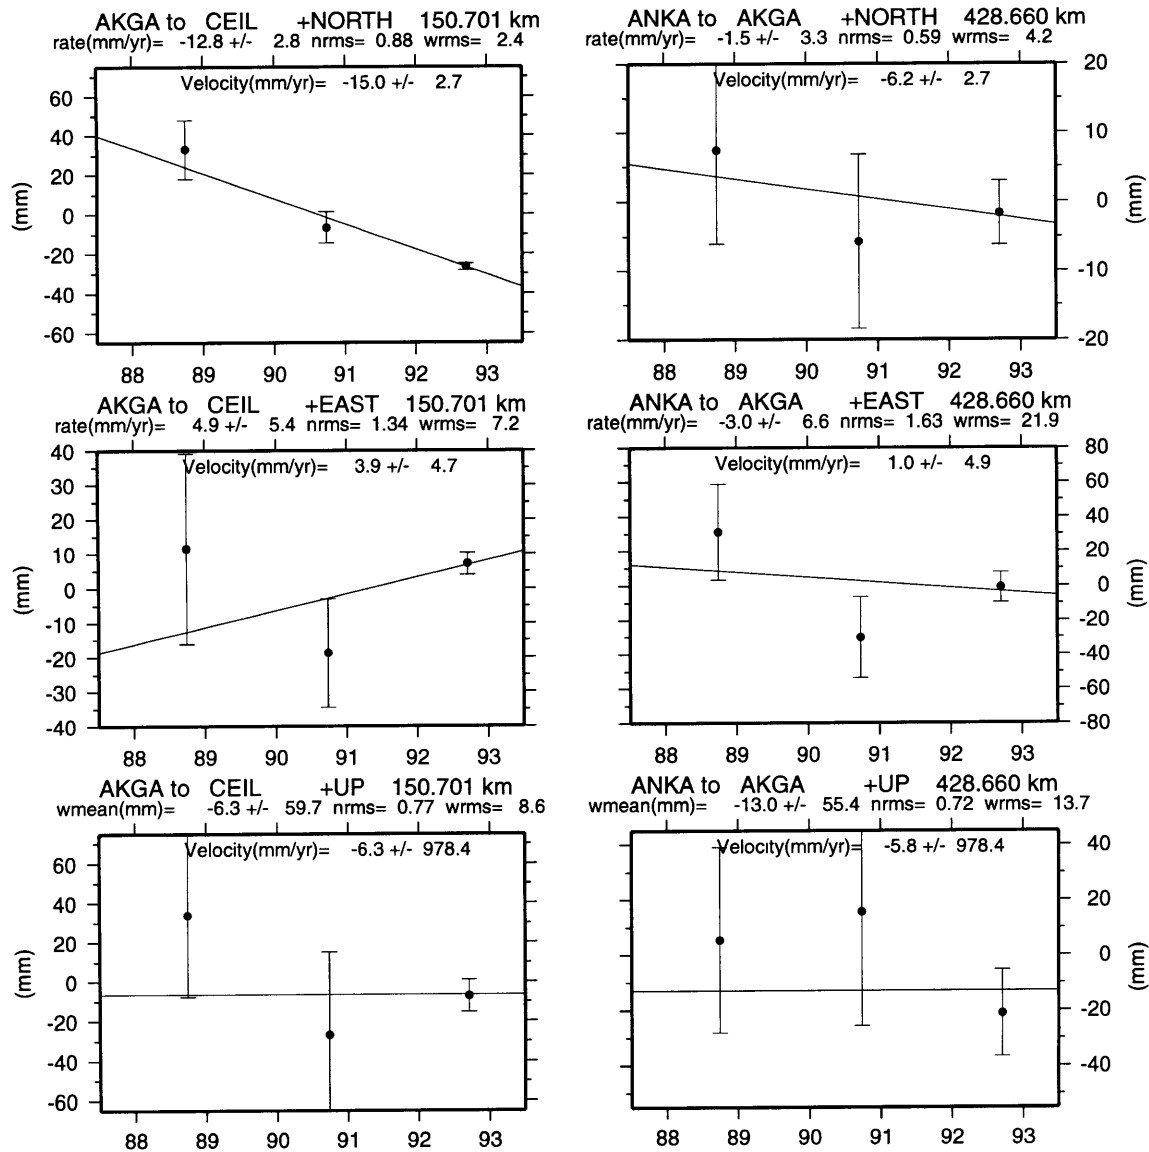 AKGA to CEIL +NORTH 150.701 km
rate(mm/yr)= -12.8 +/- 2.8 nrms= 0.88 wrms= 2.4
Velocity(mm/yr)= -15.0 +/- 2.7
60
40
20
0
-20
-40
-60
(mm)
88 89 90 91 92 93
ANKA to AKGA +NORTH 428.660 km
rate(mm/yr)= -1.5 +/- 3.3 nrms= 0.59 wrms= 4.2
Velocity(mm/yr)= -6.2 +/- 2.7
20
10
0
-10
-20
(mm)
88 89 90 91 92 93
AKGA to CEIL +EAST 150.701 km
rate(mm/yr)= 4.9 +/- 5.4 nrms= 1.34 wrms= 7.2
Velocity(mm/yr)= 3.9 +/- 4.7
40
30
20
10
0
-10
-20
-30
-40
(mm)
88 89 90 91 92 93
ANKA to AKGA +EAST 428.660 km
rate(mm/yr)= -3.0 +/- 6.6 nrms= 1.63 wrms= 21.9
Velocity(mm/yr)= 1.0 +/- 4.9
80
60
40
20
0
-20
-40
-60
-80
(mm)
88 89 90 91 92 93
AKGA to CEIL +UP 150.701 km
wmean(mm)= -6.3 +/- 59.7 nrms= 0.77 wrms= 8.6
Velocity(mm/yr)= -6.3 +/- 978.4
60
40
20
0
-20
-40
-60
(mm)
88 89 90 91 92 93
ANKA to AKGA +UP 428.660 km
wmean(mm)= -13.0 +/- 55.4 nrms= 0.72 wrms= 13.7
Velocity(mm/yr)= -5.8 +/- 978.4
40
20
0
-20
-40
(mm)
88 89 90 91 92 93